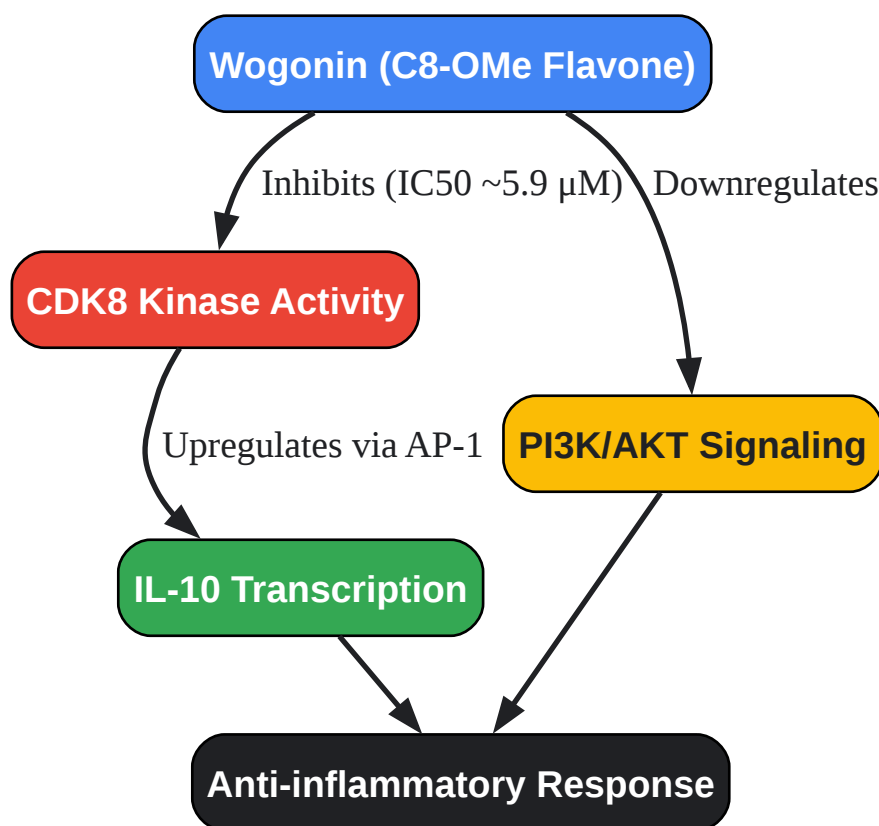 Wogonin (C8-OMe Flavone)
Inhibits (IC50 ~5.9 μM)
Downregulates
CDK8 Kinase Activity
Upregulates via AP-1
PI3K/AKT Signaling
IL-10 Transcription
Anti-inflammatory Response